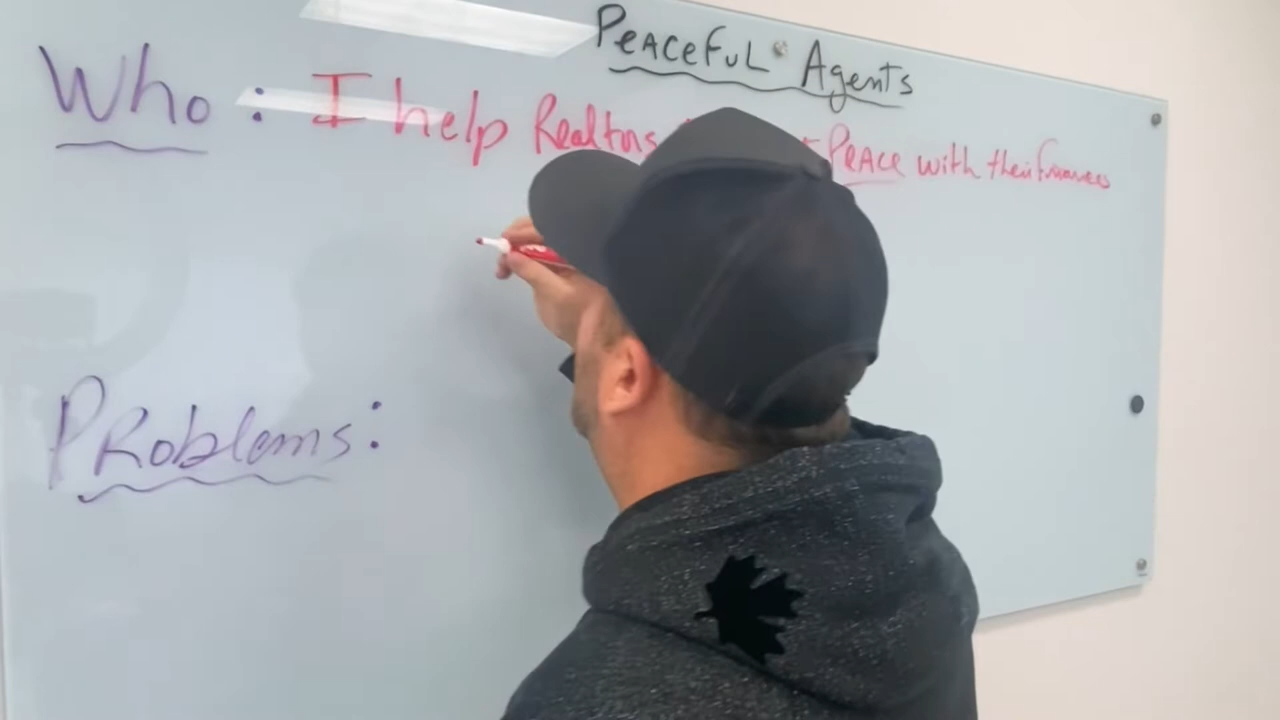 Peaceful Agents
Who : I help Realtors Peace with their finances
Problems: